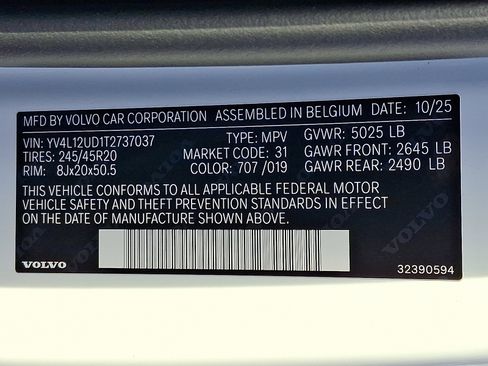 MFD BY VOLVO CAR CORPORATION ASSEMBLED IN BELGIUM DATE: 10/25
VIN: YV4L12UD1T2737037 TYPE: MPV GVWR: 5025 LB
TIRES: 245/45R20 MARKET CODE: 31 GAWR FRONT: 2645 LB
RIM: 8Jx20x50.5 COLOR: 707 /019 GAWR REAR: 2490 LB
THIS VEHICLE CONFORMS TO ALL APPLICABLE FEDERAL MOTOR
VEHICLE SAFETY AND THEFT PREVENTION STANDARDS IN EFFECT
ON THE DATE OF MANUFACTURE SHOWN ABOVE.
VOLVO 32390594